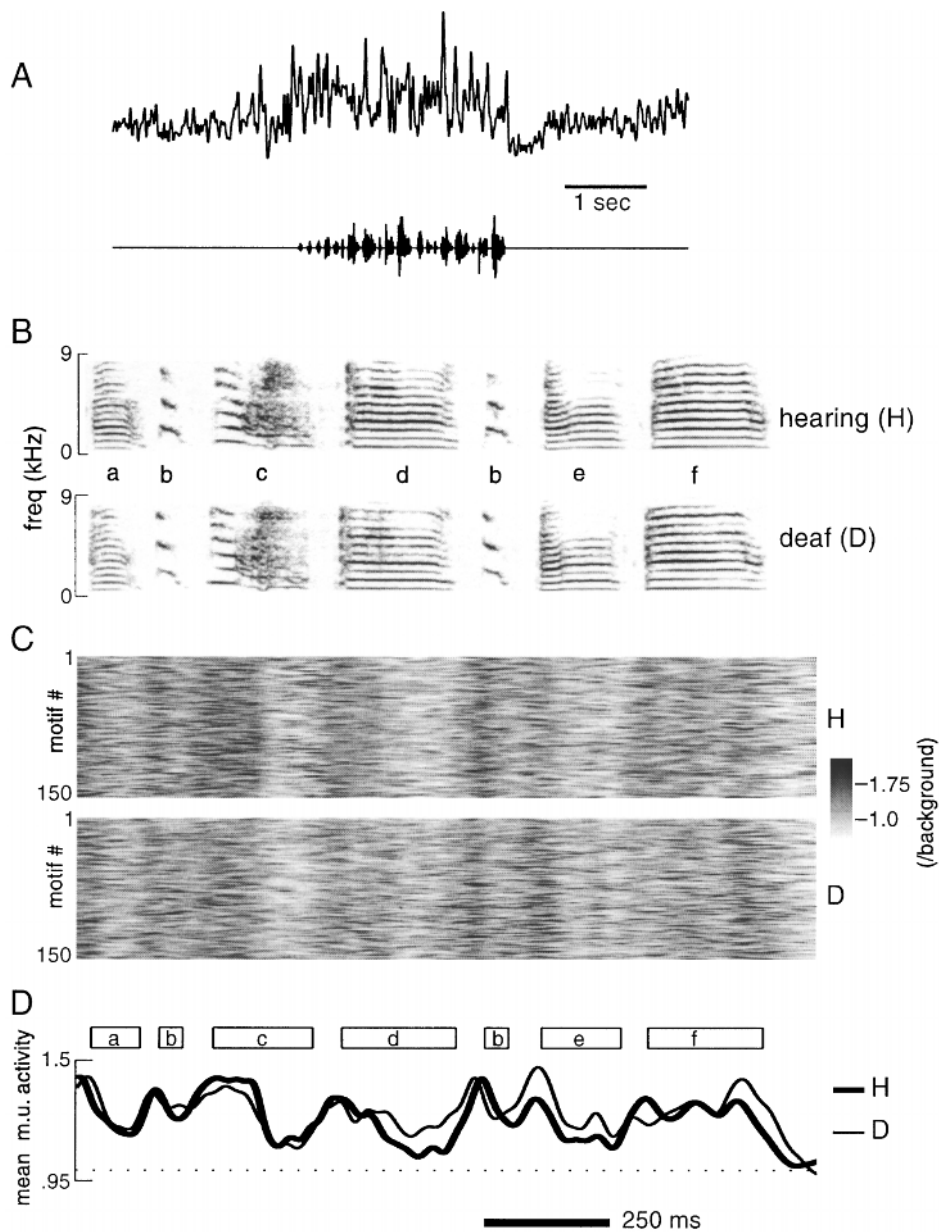 A
1 sec
B
9
freq (kHz)
0
hearing (H)
a b c d b e f
9
0
deaf (D)
C
1
motif #
150
H
1
motif #
150
D
–1.75
–1.0
(/background)
D
a b c d b e f
1.5
mean m.u. activity
.95
H
D
250 ms